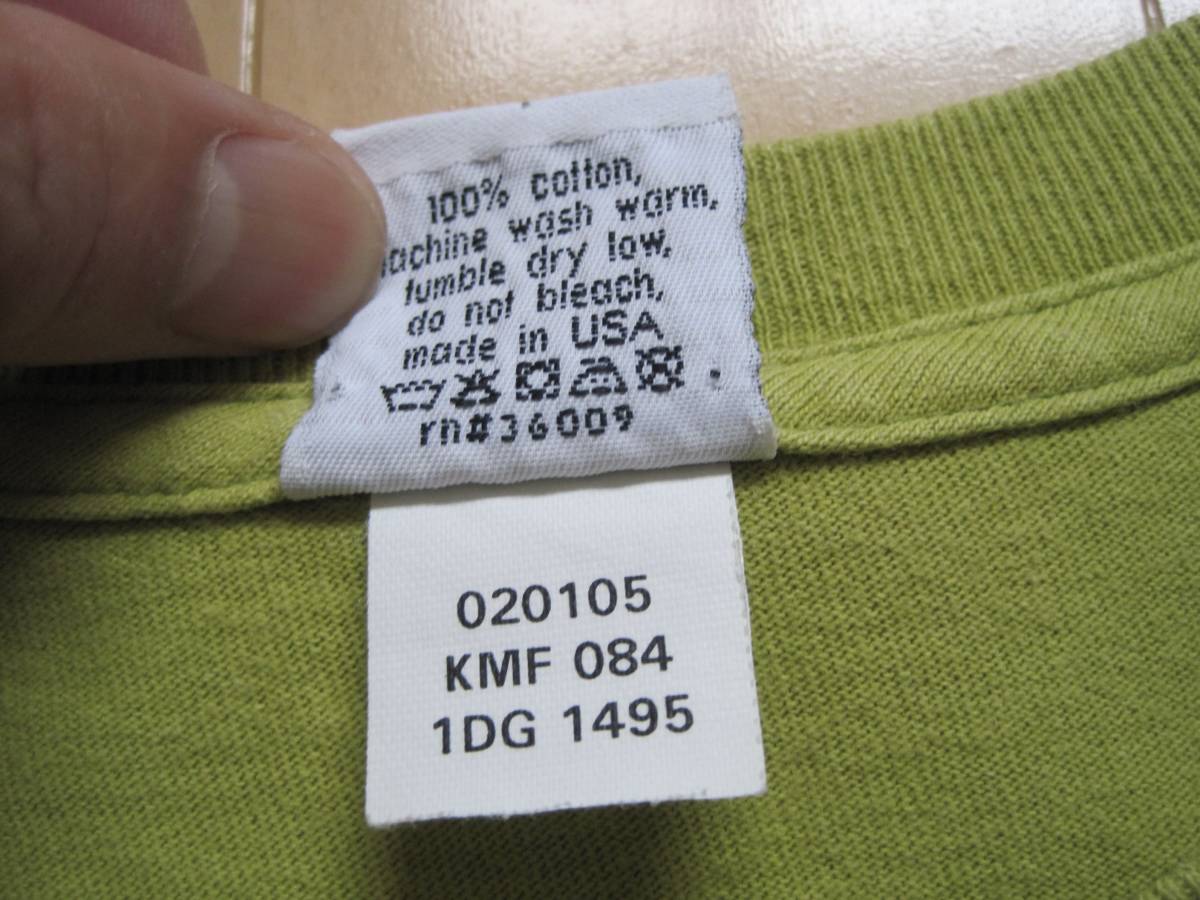 100% cotton,
machine wash warm,
tumble dry low,
do not bleach,
made in USA
rn#36009
020105
KMF 084
1DG 1495